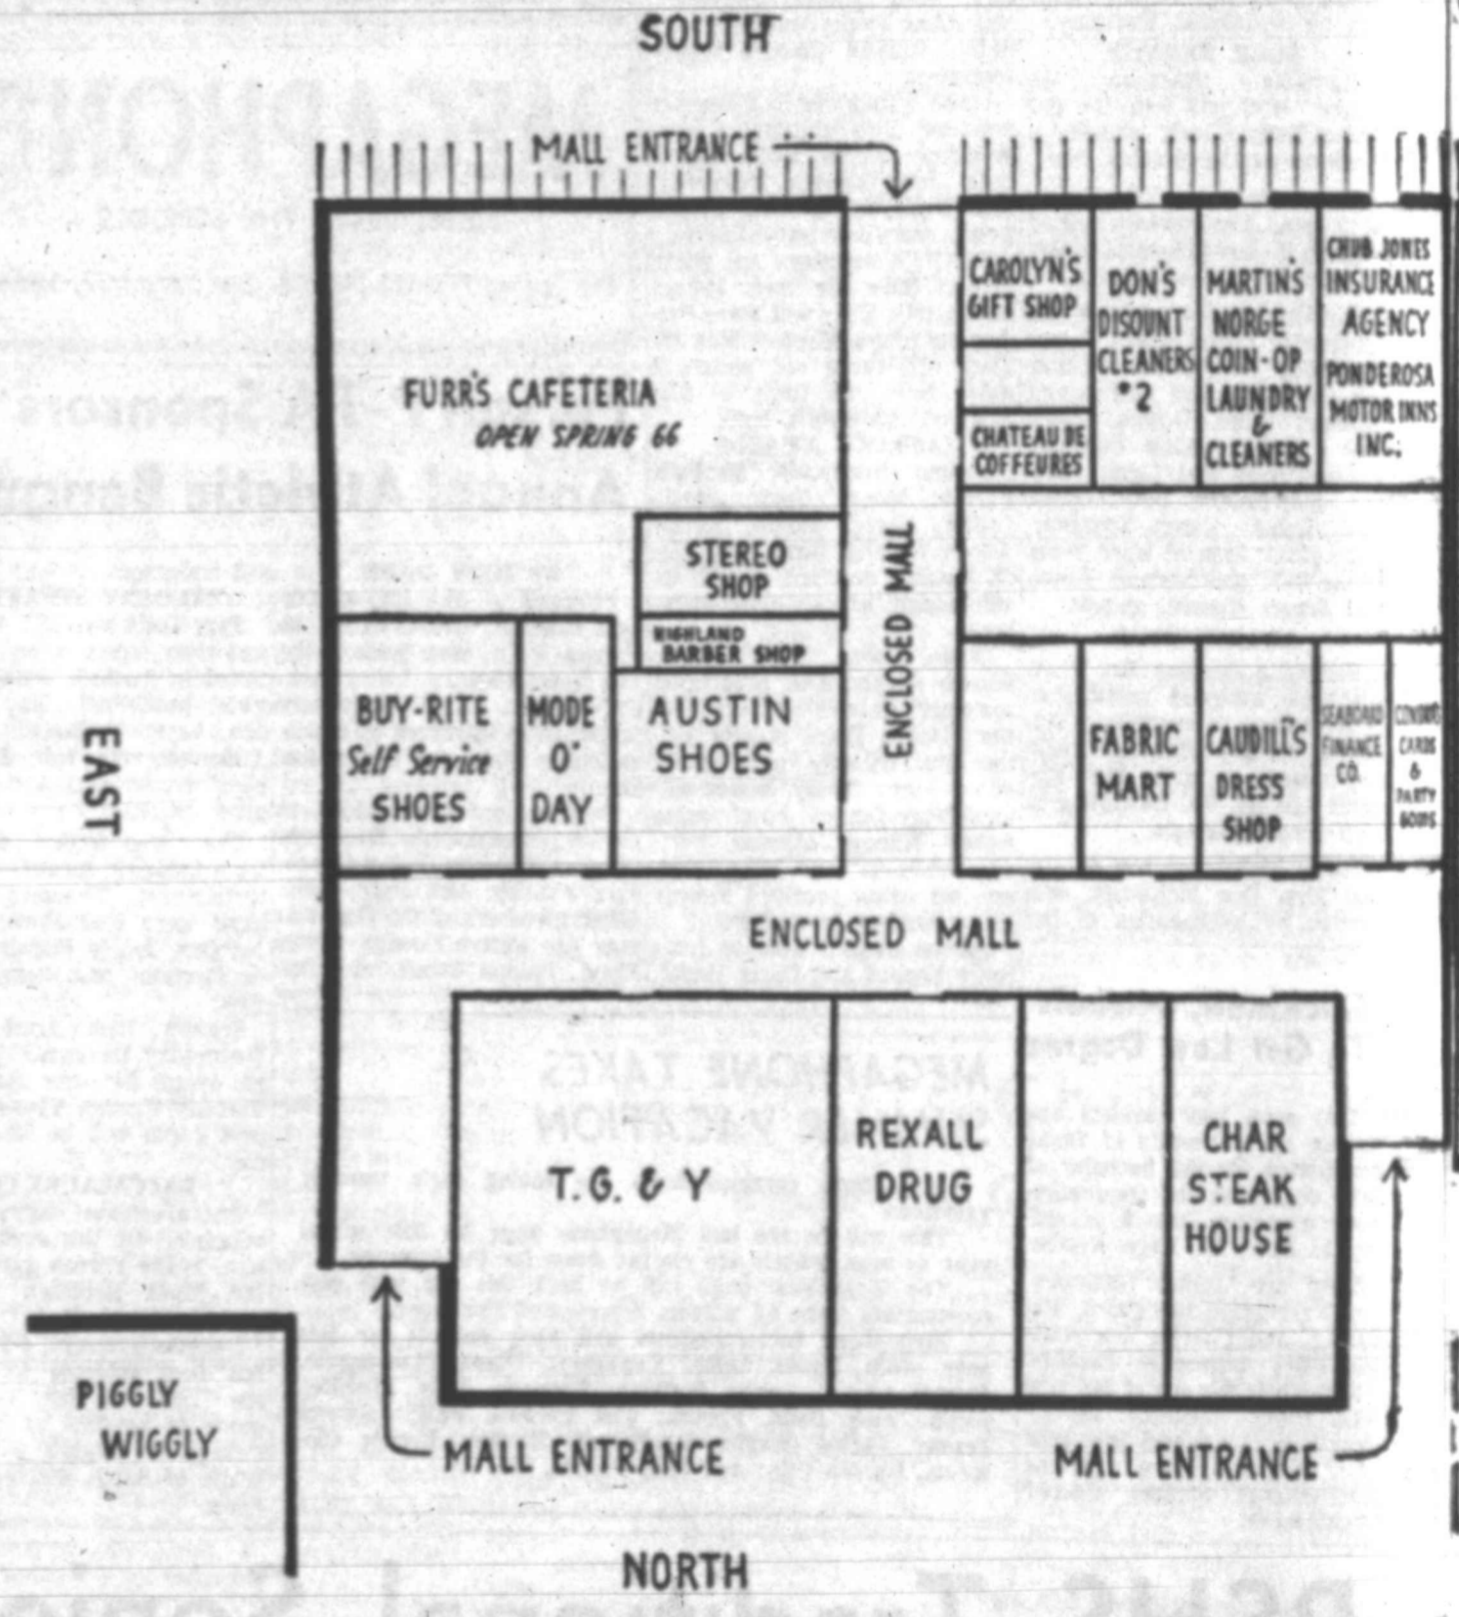 SOUTH
MALL ENTRANCE
CAROLYN'S
GIFT SHOP
CHATEAU DE
COFFEURES
DON'S
DISOUNT
CLEANERS
#2
MARTIN'S
NORGE
COIN-OP
LAUNDRY
&
CLEANERS
CHUB JONES
INSURANCE
AGENCY
PONDEROSA
MOTOR INNS
INC.
FURR'S CAFETERIA
OPEN SPRING 66
STEREO
SHOP
HIGHLAND
BARBER SHOP
ENCLOSED MALL
EAST
BUY-RITE
Self Service
SHOES
MODE
O'
DAY
AUSTIN
SHOES
FABRIC
MART
CAUDILL'S
DRESS
SHOP
SEABOARD
FINANCE
CO.
CARDS
&
PARTY
GOODS
ENCLOSED MALL
T.G. & Y
REXALL
DRUG
CHAR
STEAK
HOUSE
PIGGLY
WIGGLY
MALL ENTRANCE
MALL ENTRANCE
NORTH